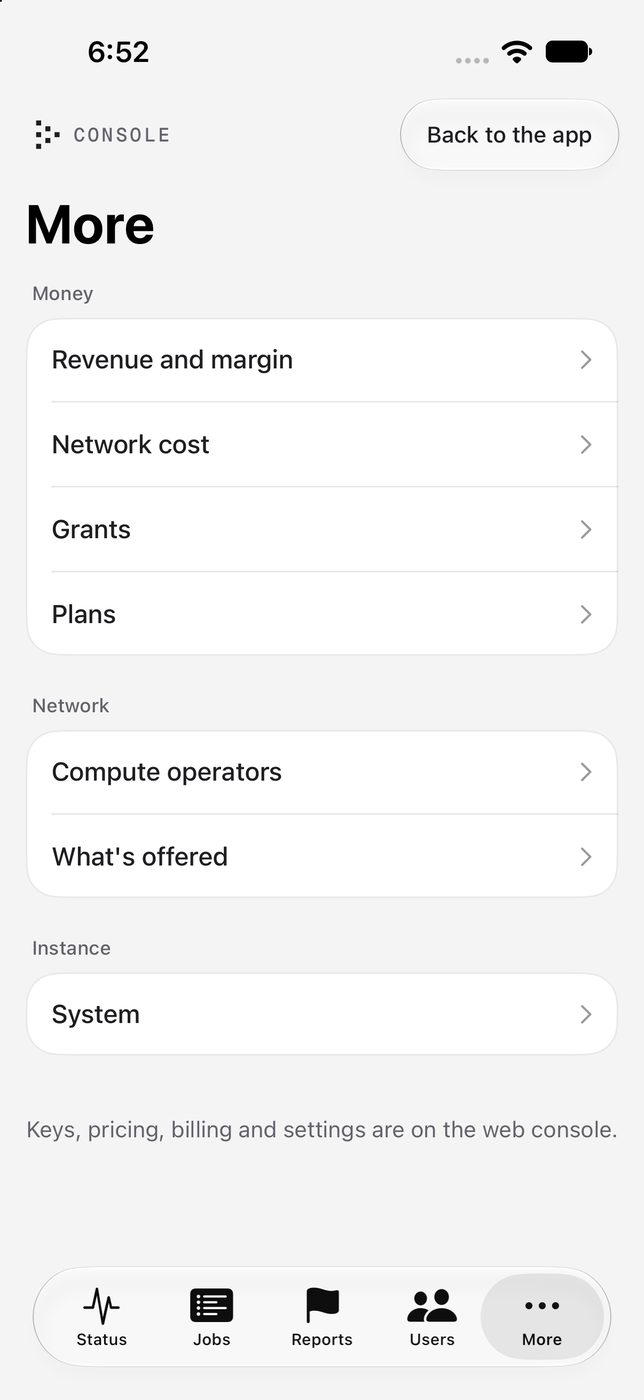 6:52
CONSOLE
Back to the app
More
Money
Revenue and margin
Network cost
Grants
Plans
Network
Compute operators
What's offered
Instance
System
Keys, pricing, billing and settings are on the web console.
Status
Jobs
Reports
Users
More